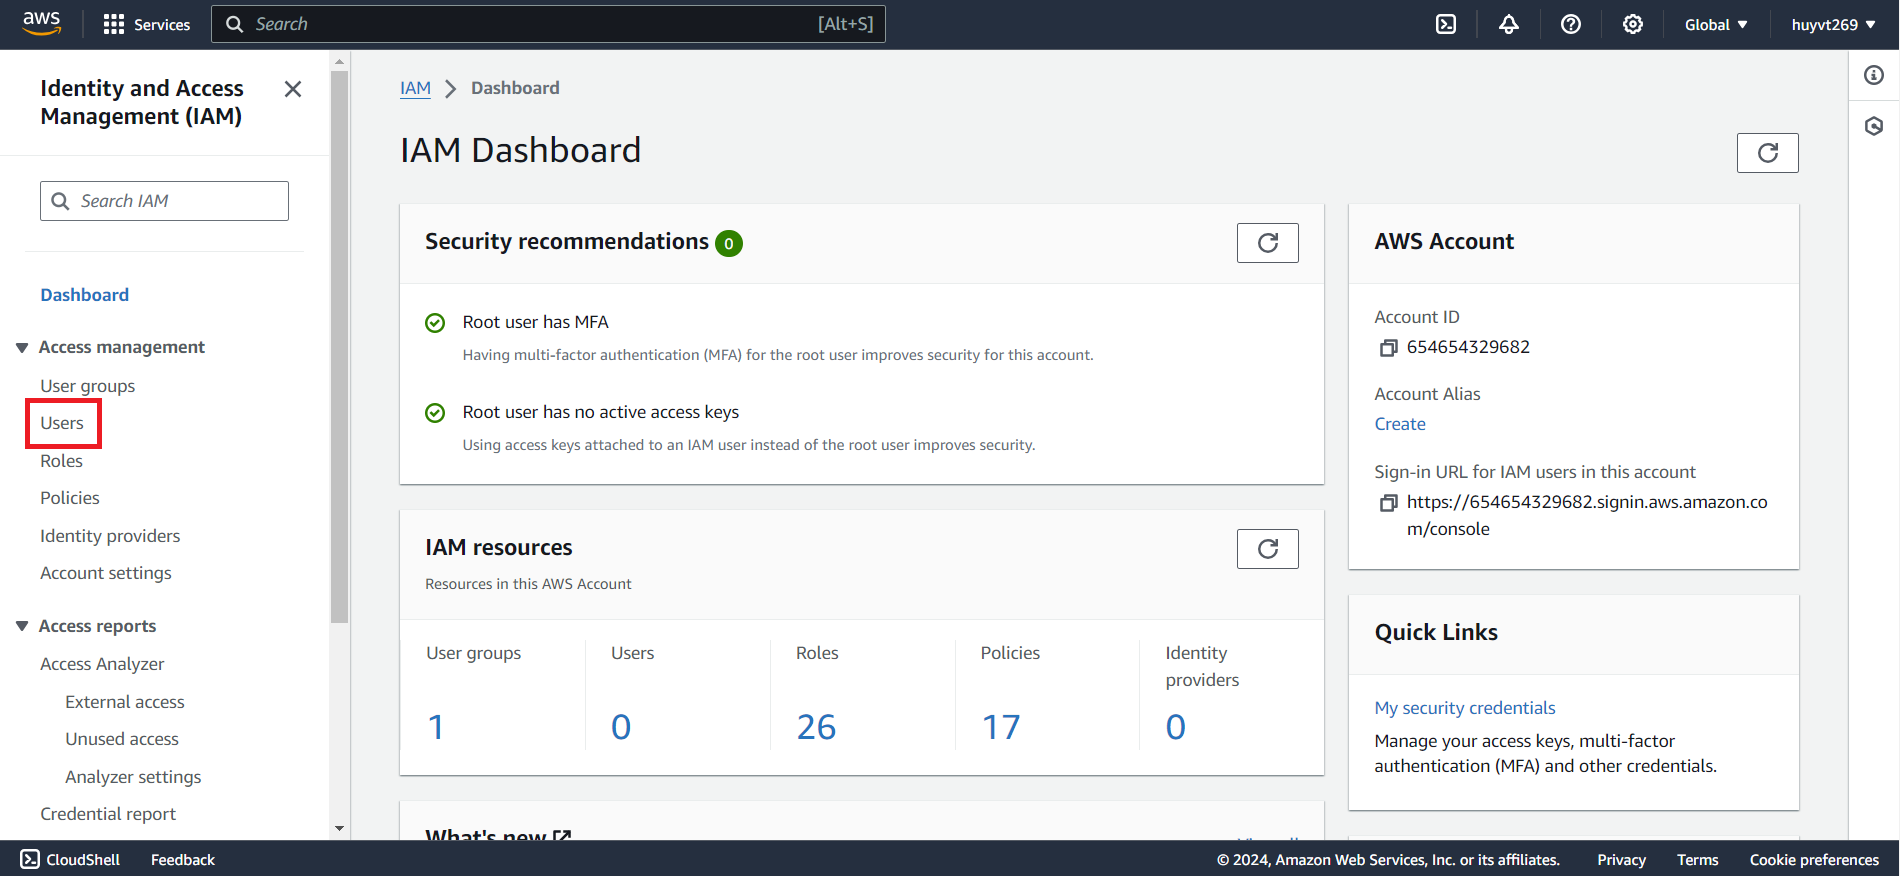 aws
Services
Search
[Alt+S]
Global
huyvt269
Identity and Access
Management (IAM)
Search IAM
Dashboard
Access management
User groups
Users
Roles
Policies
Identity providers
Account settings
Access reports
Access Analyzer
External access
Unused access
Analyzer settings
Credential report
IAM
Dashboard
IAM Dashboard
Security recommendations 0
Root user has MFA
Having multi-factor authentication (MFA) for the root user improves security for this account.
Root user has no active access keys
Using access keys attached to an IAM user instead of the root user improves security.
IAM resources
Resources in this AWS Account
User groups
1
Users
0
Roles
26
Policies
17
Identity
providers
0
What's new
AWS Account
Account ID
654654329682
Account Alias
Create
Sign-in URL for IAM users in this account
https://654654329682.signin.aws.amazon.co
m/console
Quick Links
My security credentials
Manage your access keys, multi-factor
authentication (MFA) and other credentials.
CloudShell
Feedback
© 2024, Amazon Web Services, Inc. or its affiliates.
Privacy
Terms
Cookie preferences